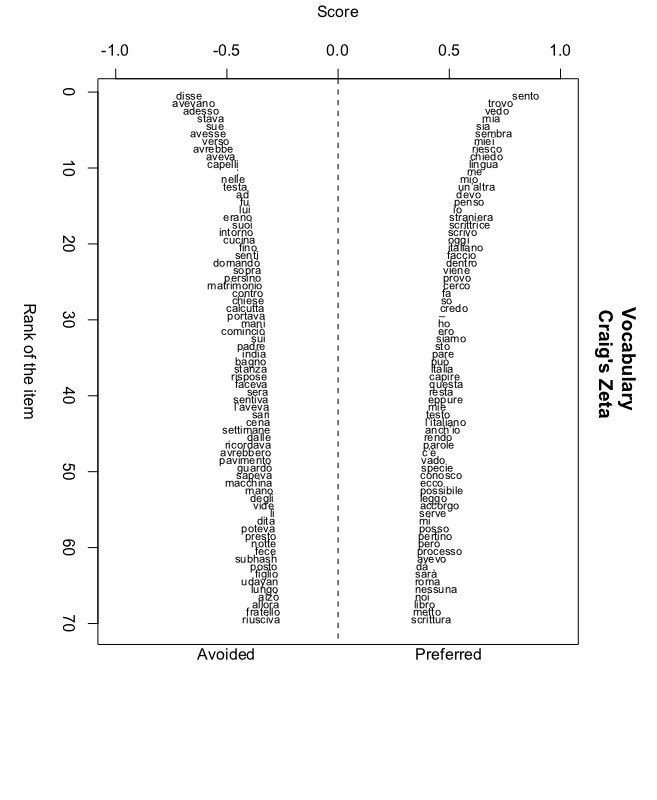 Score
-1.0 -0.5 0.0 0.5 1.0
Vocabulary
Craig's Zeta
Rank of the item
0
10
20
30
40
50
60
70
disse
avevano
adesso
stava
sue
avesse
verso
avrebbe
aveva
capelli
nelle
testa
ad
fu
lui
erano
suoi
intorno
cucina
fino
sentì
domandò
sopra
persino
matrimonio
contro
chiese
calcutta
portava
mani
cominciò
sui
padre
india
bagno
stanza
rispose
faceva
sera
sentiva
l'aveva
sari
cena
settimane
dalle
ricordava
avrebbero
pavimento
guardò
sapeva
macchina
mano
degli
vide
li
dita
poteva
presto
notte
fece
subhash
posto
figlio
udayan
lungo
alzò
allora
fratello
riusciva
sento
trovo
vedo
mia
sia
sembra
miei
riesco
chiedo
lingua
me
mio
un'altra
devo
penso
io
straniera
scrittrice
scrivo
oggi
italiano
faccio
dentro
viene
provo
cerco
fa
so
credo
–
ho
ero
siamo
sto
pare
può
italia
capire
questa
resta
eppure
mie
testo
l'italiano
anch'io
rendo
parole
c'è
vado
specie
conosco
ecco
possibile
leggo
accorgo
serve
mi
posso
perfino
però
processo
avevo
dà
sarà
roma
nessuna
noi
libro
metto
scrittura
Avoided Preferred